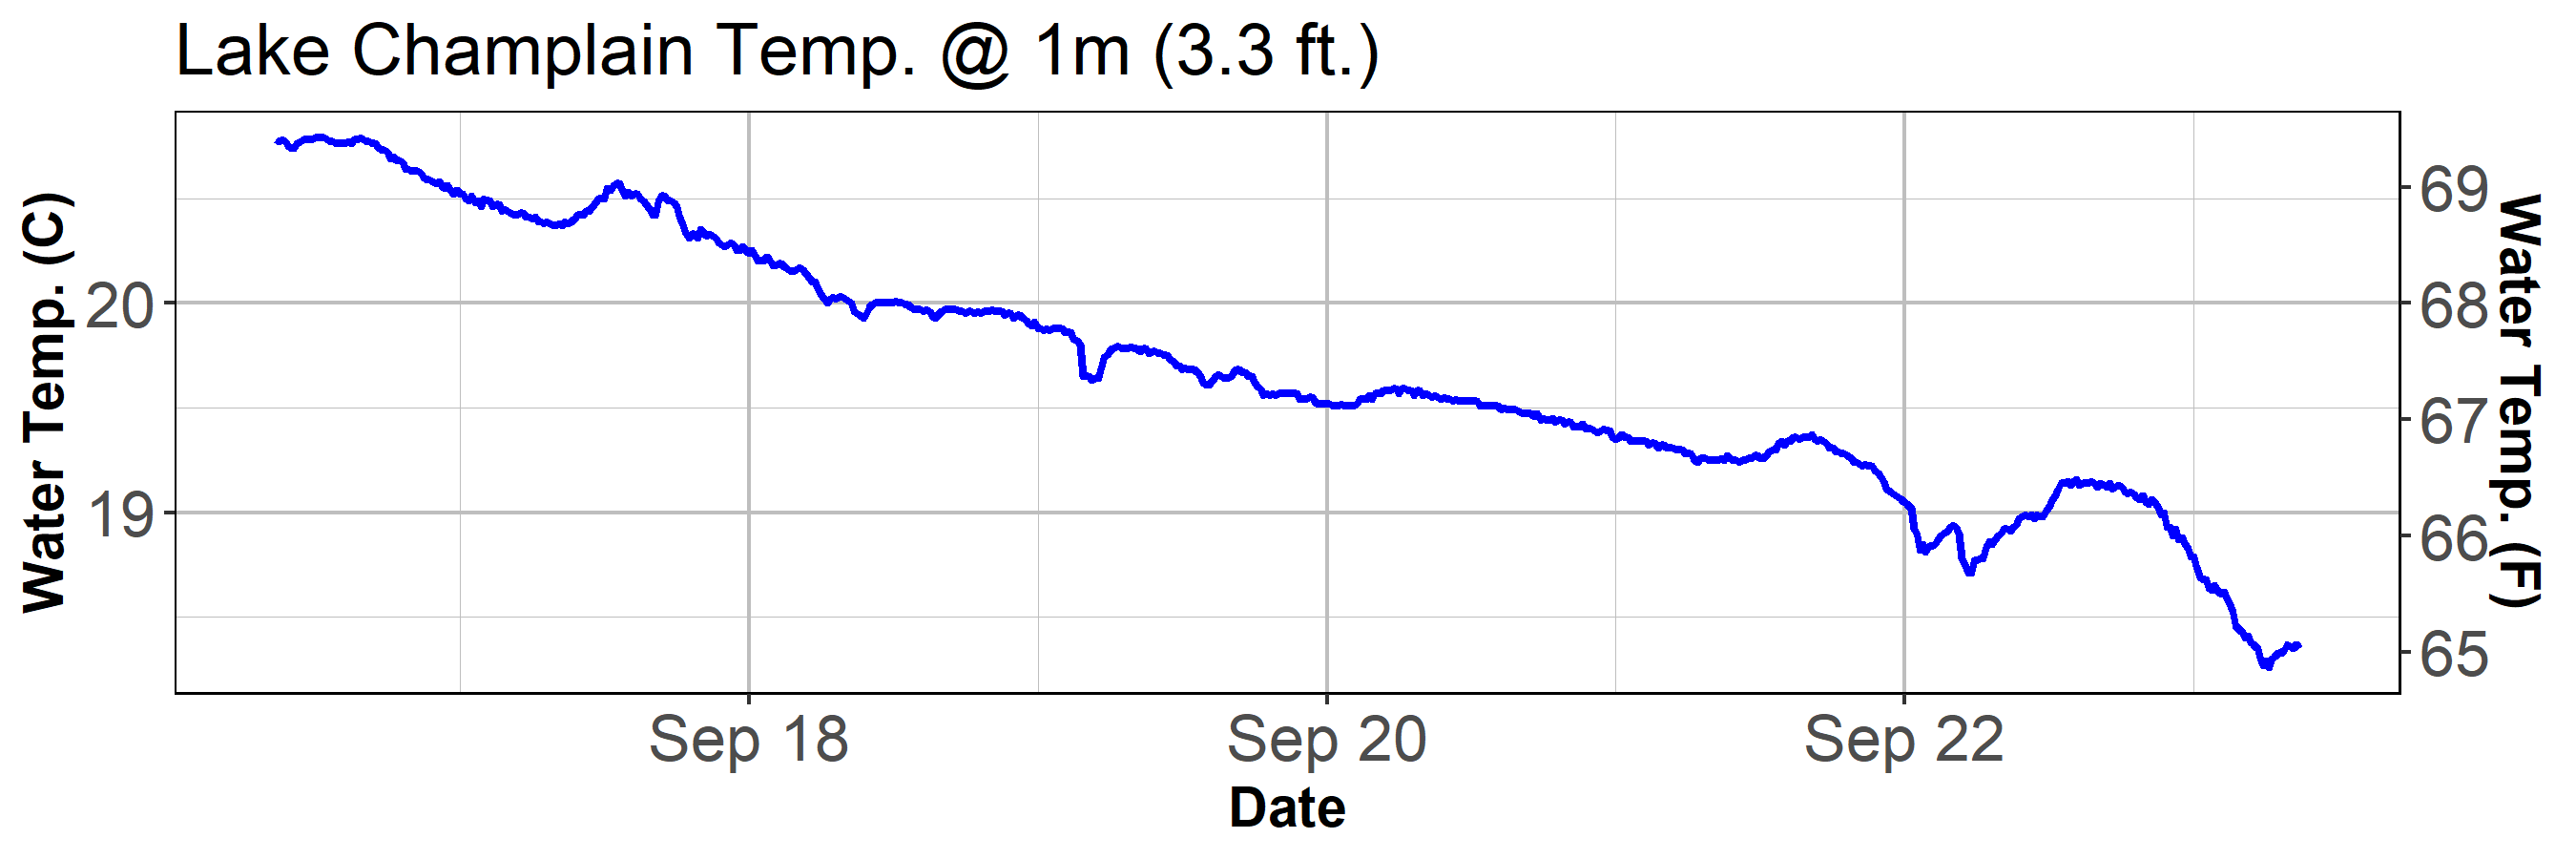 Lake Champlain Temp. @ 1m (3.3 ft.)
Water Temp. (C)
20
19
69
68
67
66
65
Water Temp. (F)
Sep 18
Sep 20
Sep 22
Date